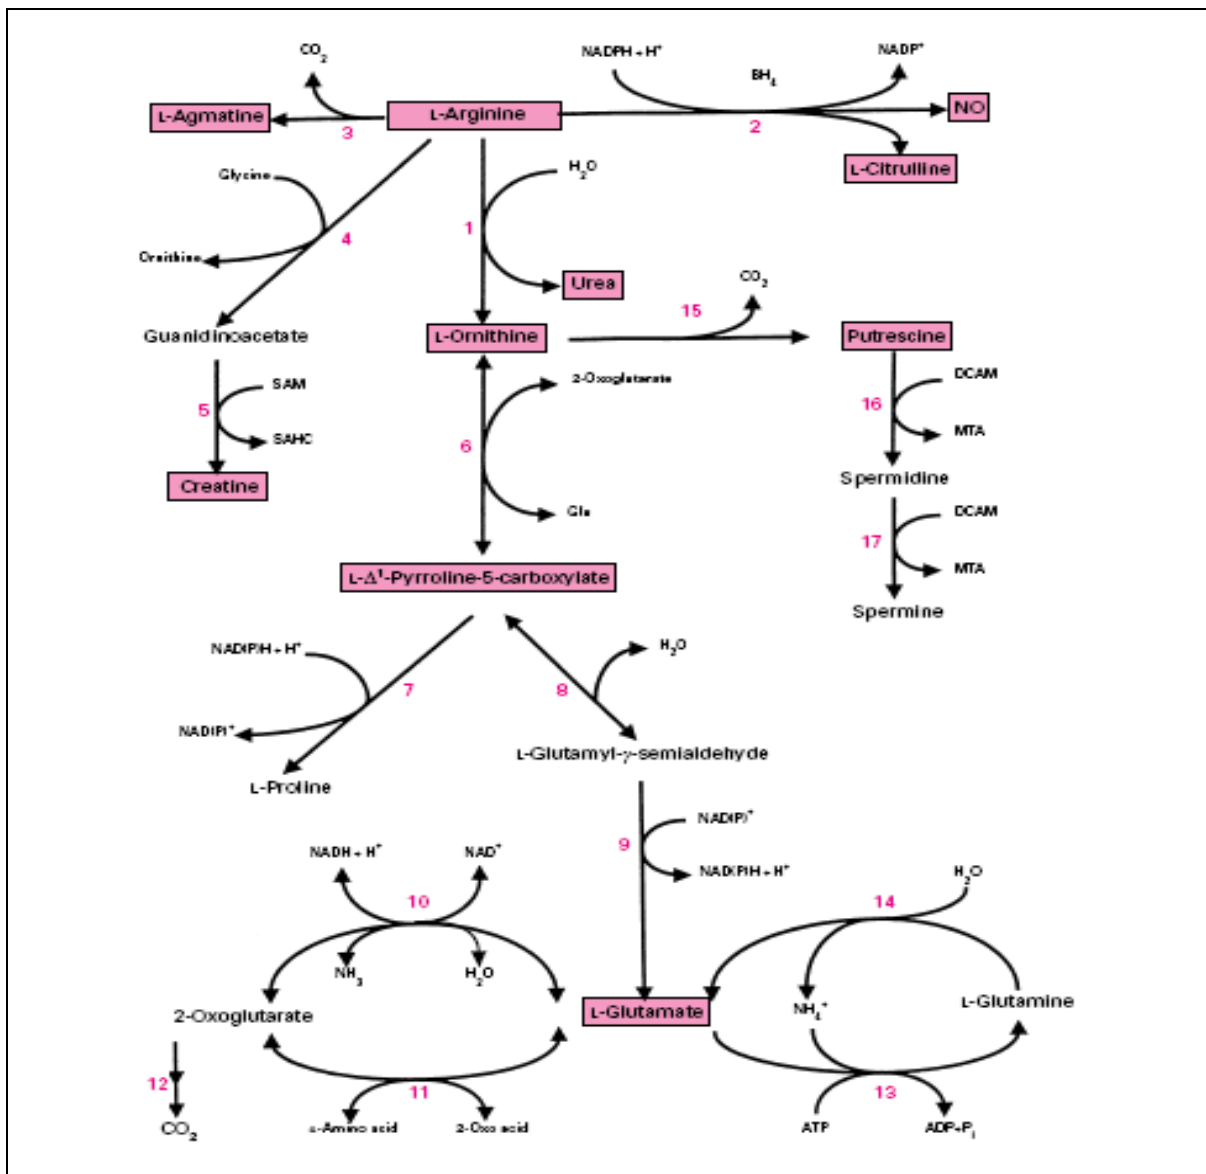 CO₂
NADPH + H⁺
NADP⁺
BH₄
L-Agmatine
L-Arginine
NO
3
2
L-Citrulline
Glycine
H₂O
1
4
Ornithine
Urea
CO₂
15
Guanidinoacetate
L-Ornithine
Putrescine
2-Oxoglutarate
SAM
DCAM
5
16
SAHC
MTA
6
Creatine
Spermidine
Glu
DCAM
17
MTA
L-Δ¹-Pyrroline-5-carboxylate
Spermine
NAD(P)H + H⁺
H₂O
7
8
NAD(P)⁺
L-Glutamyl-γ-semialdehyde
L-Proline
NAD(P)⁺
9
NADH + H⁺
NAD⁺
NAD(P)H + H⁺
H₂O
10
14
NH₃
H₂O
2-Oxoglutarate
L-Glutamate
NH₄⁺
L-Glutamine
12
11
13
CO₂
L-Amino acid
2-Oxo acid
ATP
ADP+Pᵢ